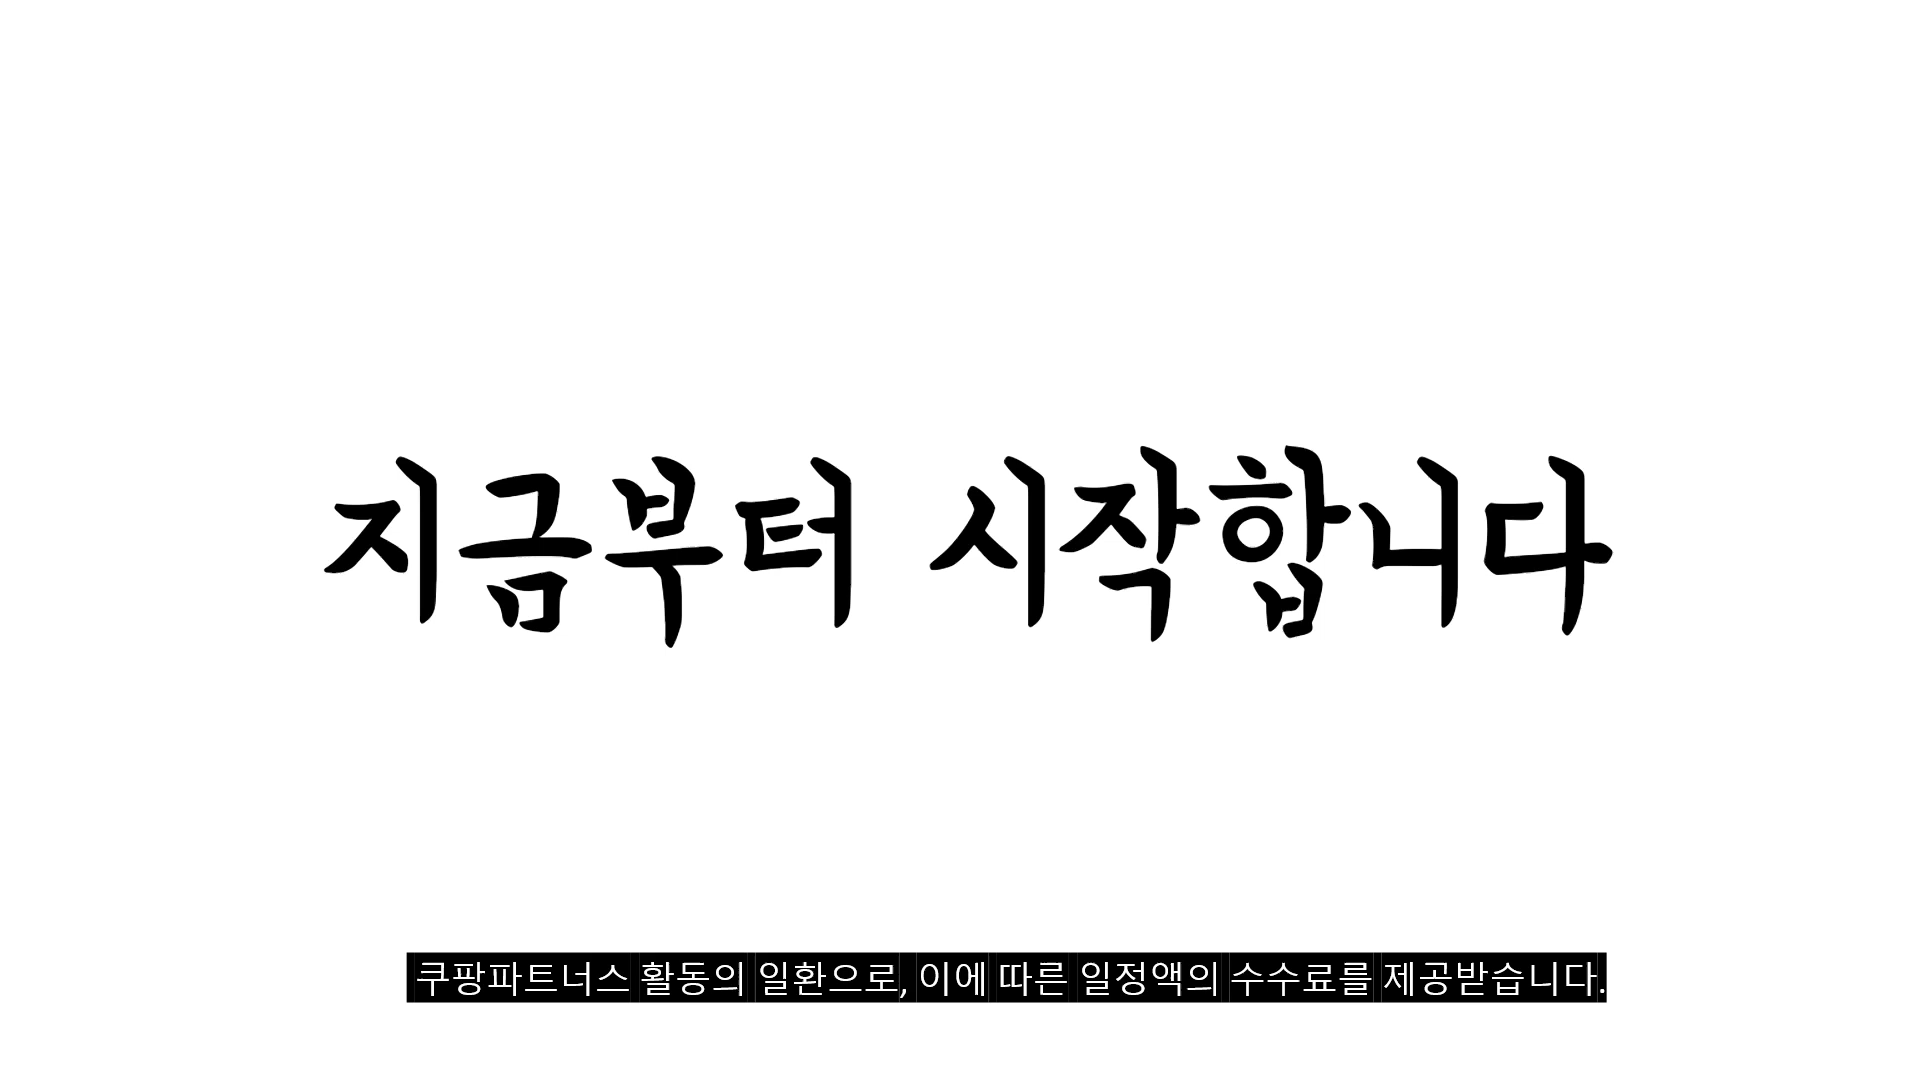 지금부터 시작합니다
쿠팡파트너스 활동의 일환으로, 이에 따른 일정액의 수수료를 제공받습니다.